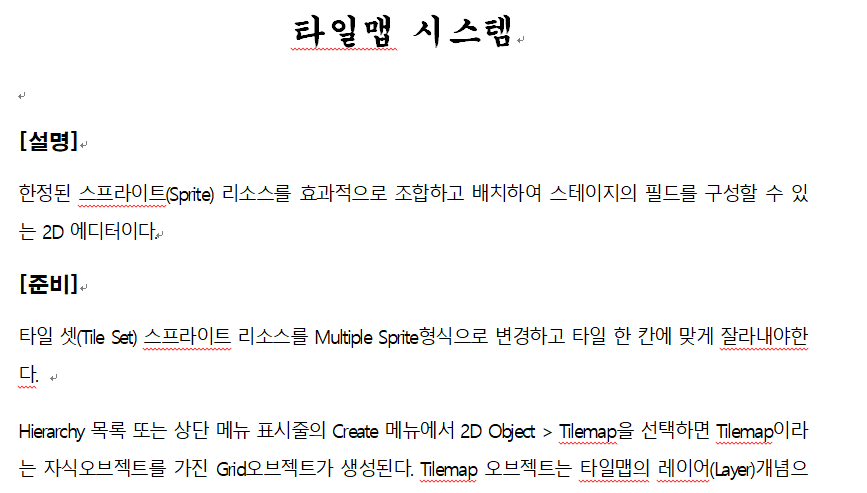 타일맵 시스템
[설명]
한정된 스프라이트(Sprite) 리소스를 효과적으로 조합하고 배치하여 스테이지의 필드를 구성할 수 있
는 2D 에디터이다.
[준비]
타일 셋(Tile Set) 스프라이트 리소스를 Multiple Sprite형식으로 변경하고 타일 한 칸에 맞게 잘라내야한
다.
Hierarchy 목록 또는 상단 메뉴 표시줄의 Create 메뉴에서 2D Object > Tilemap을 선택하면 Tilemap이라
는 자식오브젝트를 가진 Grid오브젝트가 생성된다. Tilemap 오브젝트는 타일맵의 레이어(Layer)개념으